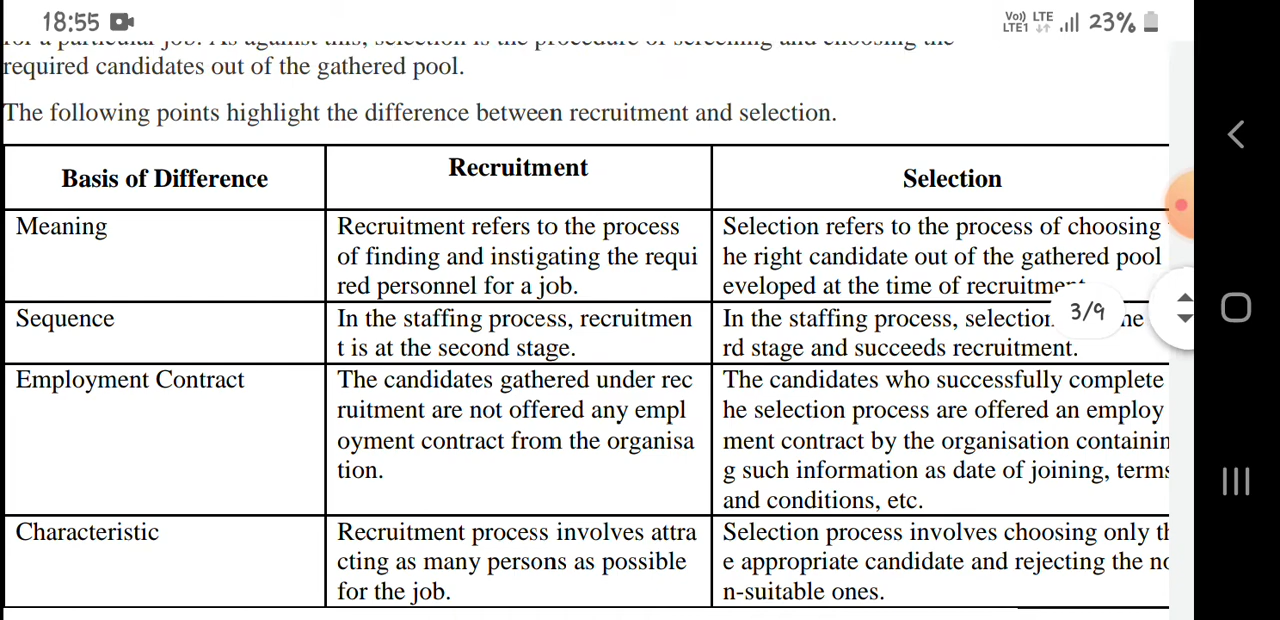 18:55
Vo)) LTE
LTE1
23%
required candidates out of the gathered pool.
The following points highlight the difference between recruitment and selection.
Basis of Difference
Recruitment
Selection
Meaning
Recruitment refers to the process
of finding and instigating the requi
red personnel for a job.
Selection refers to the process of choosing
he right candidate out of the gathered pool
eveloped at the time of recruitment
3/9
Sequence
In the staffing process, recruitmen
t is at the second stage.
In the staffing process, selection
rd stage and succeeds recruitment.
Employment Contract
The candidates gathered under rec
ruitment are not offered any empl
oyment contract from the organisa
tion.
The candidates who successfully complete
he selection process are offered an employ
ment contract by the organisation containin
g such information as date of joining, terms
and conditions, etc.
Characteristic
Recruitment process involves attra
cting as many persons as possible
for the job.
Selection process involves choosing only th
e appropriate candidate and rejecting the no
n-suitable ones.